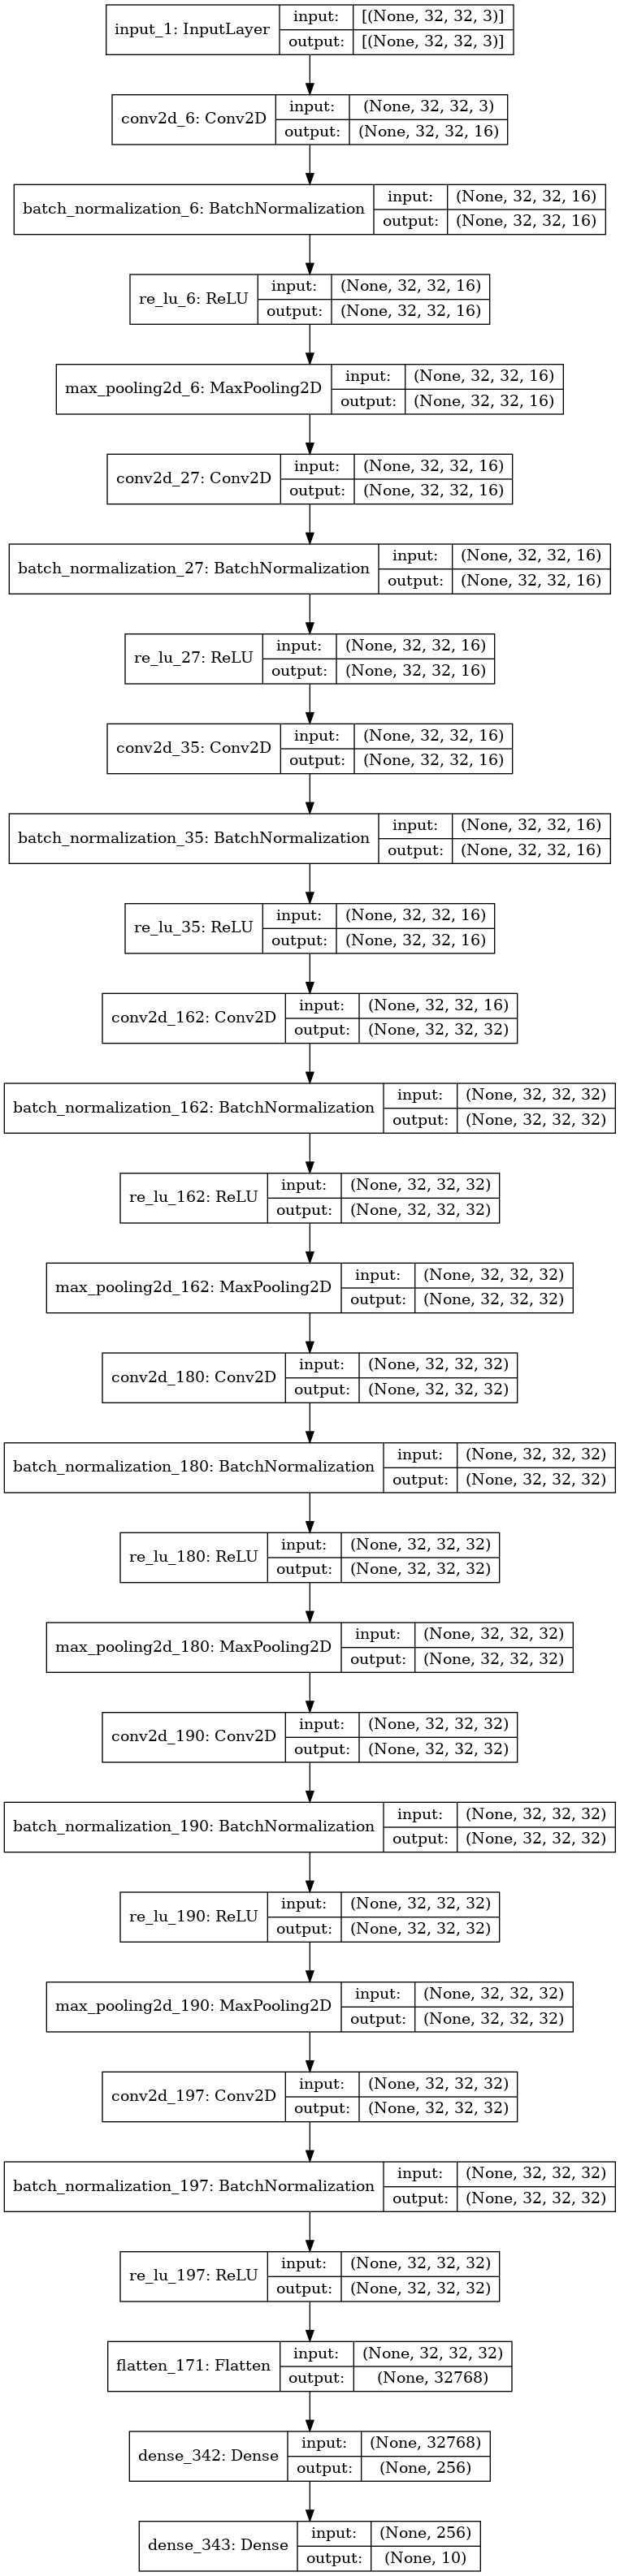 input_1: InputLayer
input: [(None, 32, 32, 3)]
output: [(None, 32, 32, 3)]
conv2d_6: Conv2D
input: (None, 32, 32, 3)
output: (None, 32, 32, 16)
batch_normalization_6: BatchNormalization
input: (None, 32, 32, 16)
output: (None, 32, 32, 16)
re_lu_6: ReLU
input: (None, 32, 32, 16)
output: (None, 32, 32, 16)
max_pooling2d_6: MaxPooling2D
input: (None, 32, 32, 16)
output: (None, 32, 32, 16)
conv2d_27: Conv2D
input: (None, 32, 32, 16)
output: (None, 32, 32, 16)
batch_normalization_27: BatchNormalization
input: (None, 32, 32, 16)
output: (None, 32, 32, 16)
re_lu_27: ReLU
input: (None, 32, 32, 16)
output: (None, 32, 32, 16)
conv2d_35: Conv2D
input: (None, 32, 32, 16)
output: (None, 32, 32, 16)
batch_normalization_35: BatchNormalization
input: (None, 32, 32, 16)
output: (None, 32, 32, 16)
re_lu_35: ReLU
input: (None, 32, 32, 16)
output: (None, 32, 32, 16)
conv2d_162: Conv2D
input: (None, 32, 32, 16)
output: (None, 32, 32, 32)
batch_normalization_162: BatchNormalization
input: (None, 32, 32, 32)
output: (None, 32, 32, 32)
re_lu_162: ReLU
input: (None, 32, 32, 32)
output: (None, 32, 32, 32)
max_pooling2d_162: MaxPooling2D
input: (None, 32, 32, 32)
output: (None, 32, 32, 32)
conv2d_180: Conv2D
input: (None, 32, 32, 32)
output: (None, 32, 32, 32)
batch_normalization_180: BatchNormalization
input: (None, 32, 32, 32)
output: (None, 32, 32, 32)
re_lu_180: ReLU
input: (None, 32, 32, 32)
output: (None, 32, 32, 32)
max_pooling2d_180: MaxPooling2D
input: (None, 32, 32, 32)
output: (None, 32, 32, 32)
conv2d_190: Conv2D
input: (None, 32, 32, 32)
output: (None, 32, 32, 32)
batch_normalization_190: BatchNormalization
input: (None, 32, 32, 32)
output: (None, 32, 32, 32)
re_lu_190: ReLU
input: (None, 32, 32, 32)
output: (None, 32, 32, 32)
max_pooling2d_190: MaxPooling2D
input: (None, 32, 32, 32)
output: (None, 32, 32, 32)
conv2d_197: Conv2D
input: (None, 32, 32, 32)
output: (None, 32, 32, 32)
batch_normalization_197: BatchNormalization
input: (None, 32, 32, 32)
output: (None, 32, 32, 32)
re_lu_197: ReLU
input: (None, 32, 32, 32)
output: (None, 32, 32, 32)
flatten_171: Flatten
input: (None, 32, 32, 32)
output: (None, 32768)
dense_342: Dense
input: (None, 32768)
output: (None, 256)
dense_343: Dense
input: (None, 256)
output: (None, 10)